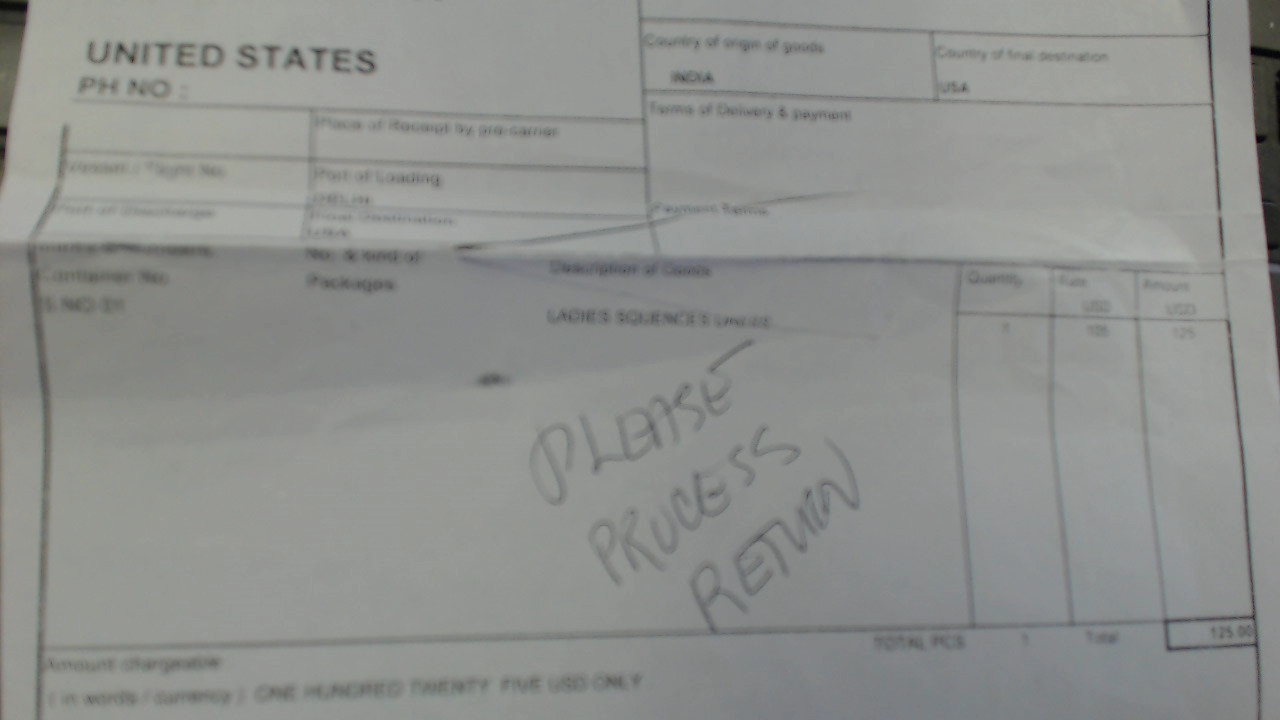 UNITED STATES
PH NO :
Country of origin of goods
INDIA
Country of final destination
USA
Terms of Delivery & payment
Place of Receipt by pre-carrier
Port of Loading
DELHI
Port of Discharge
Final Destination
Payment Terms
Container No.
No. & kind of
Packages
Description of Goods
Quantity
Rate
USD
Amount
USD
LADIES SQUENCES
1
125
PLEASE
PROCESS
RETURN
TOTAL PCS 1 Total 125.00
Amount chargeable
( in words / currency ) ONE HUNDRED TWENTY FIVE USD ONLY